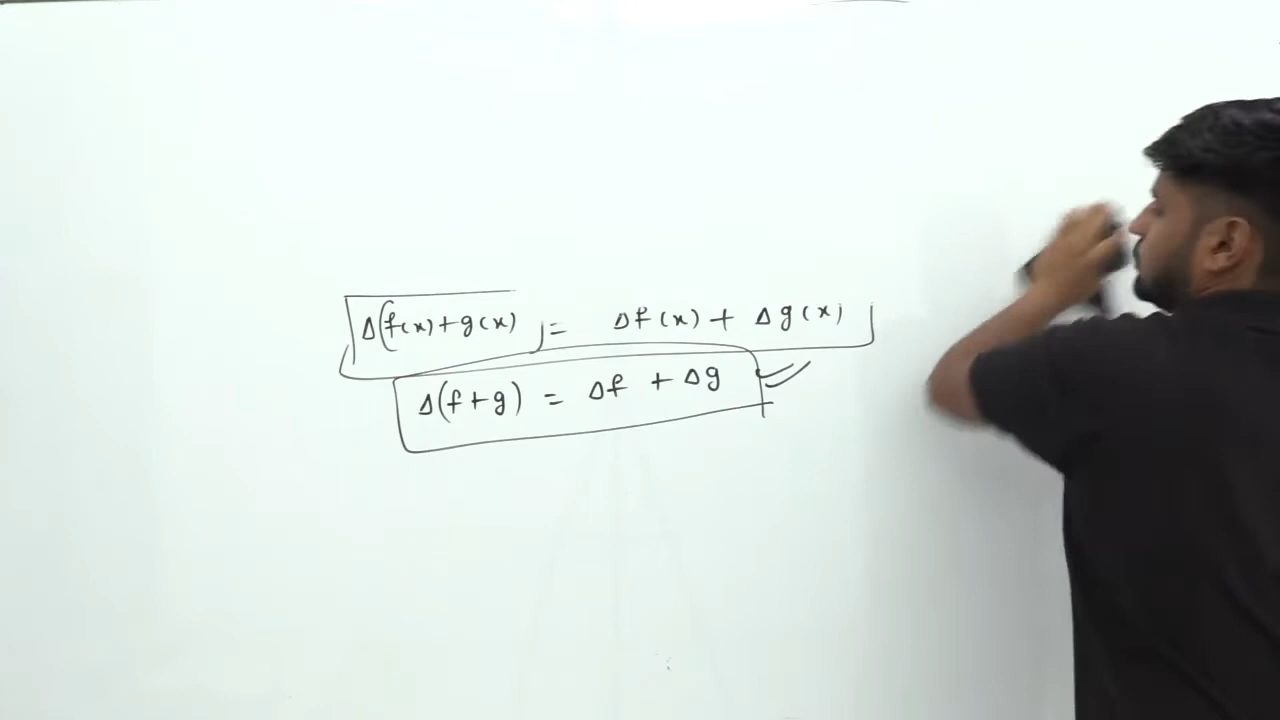 Δ(f(x)+g(x)) = Δf(x) + Δg(x)
Δ(f+g) = Δf + Δg